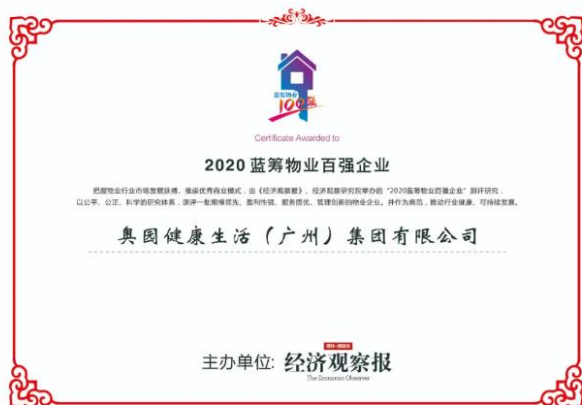 蓝筹物业
100强
Certificate Awarded to
2020 蓝筹物业百强企业
把握物业行业市场发展脉搏，推崇优秀商业模式，由《经济观察报》、经济观察研究院举办的“2020蓝筹物业百强企业”测评研究，
以公平、公正、科学的研究体系，测评一批规模领先、盈利性强、服务质优、管理创新的物业企业。并作为典范，推动行业健康、可持续发展。
奥园健康生活（广州）集团有限公司
主办单位: 经济观察报
The Economic Observer